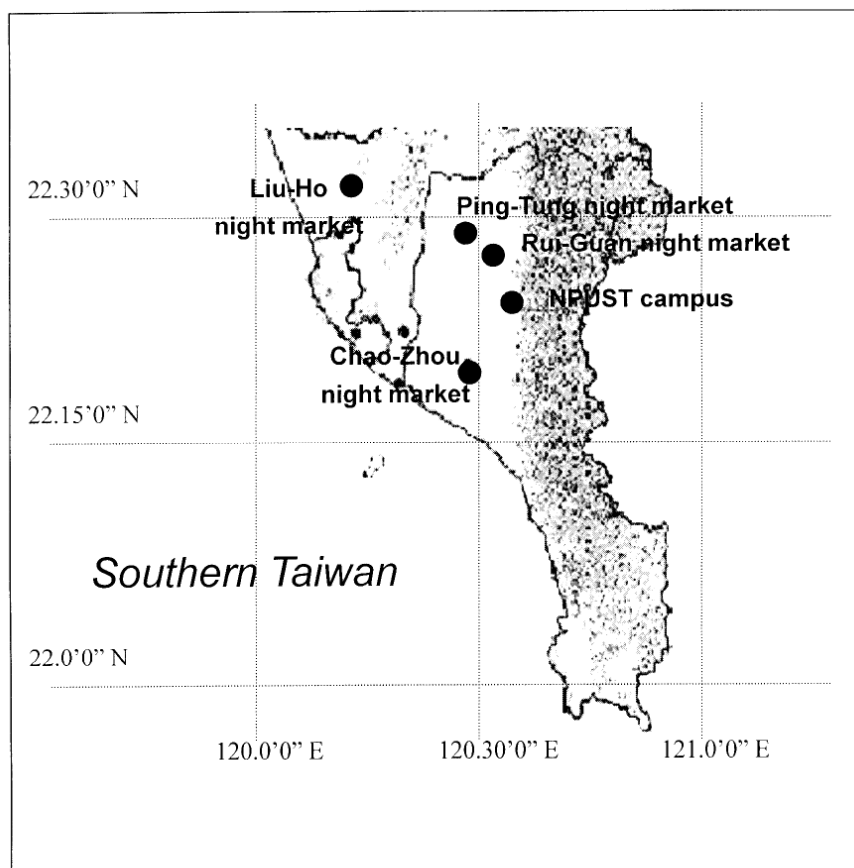 22.30'0" N
Liu-Ho
night market
Ping-Tung night market
Rui-Guan night market
NPUST campus
Chao-Zhou
night market
22.15'0" N
Southern Taiwan
22.0'0" N
120.0'0" E
120.30'0" E
121.0'0" E